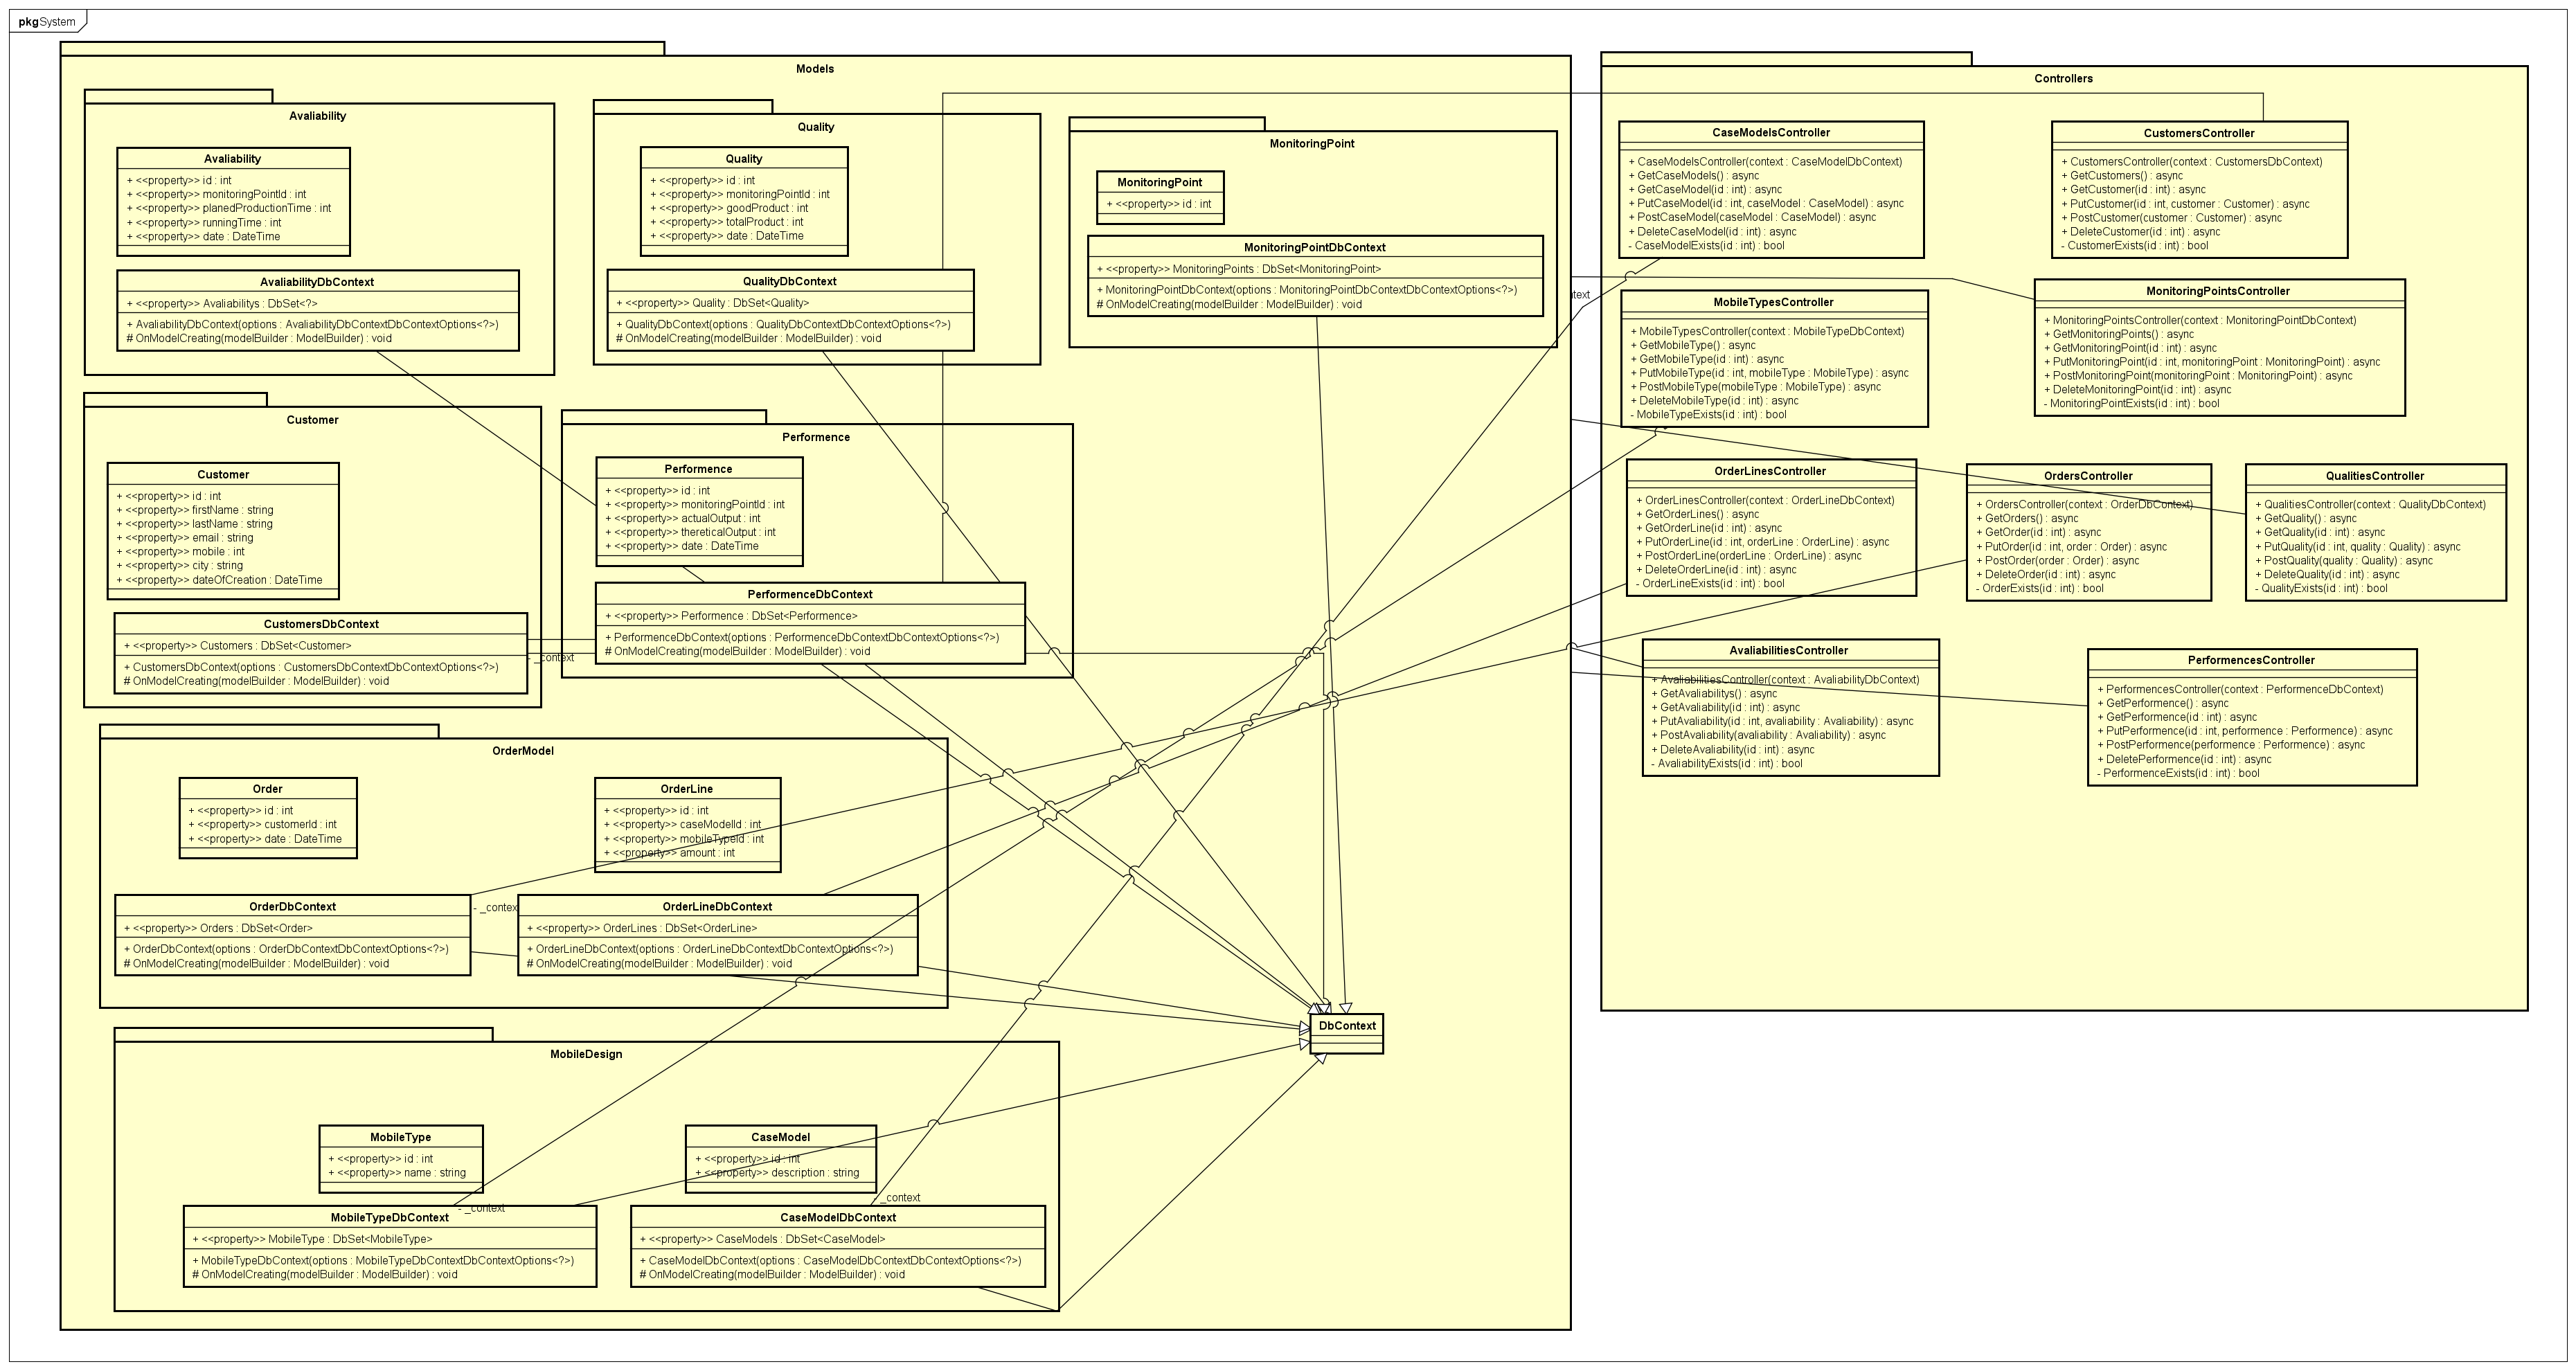 pkg System
Models
Avaliability
Avaliability
+ <<property>> id : int
+ <<property>> monitoringPointId : int
+ <<property>> planedProductionTime : int
+ <<property>> runningTime : int
+ <<property>> date : DateTime
AvaliabilityDbContext
+ <<property>> Avaliabilitys : DbSet<?>
+ AvaliabilityDbContext(options : AvaliabilityDbContextDbContextOptions<?>)
# OnModelCreating(modelBuilder : ModelBuilder) : void
Quality
Quality
+ <<property>> id : int
+ <<property>> monitoringPointId : int
+ <<property>> goodProduct : int
+ <<property>> totalProduct : int
+ <<property>> date : DateTime
QualityDbContext
+ <<property>> Quality : DbSet<Quality>
+ QualityDbContext(options : QualityDbContextDbContextOptions<?>)
# OnModelCreating(modelBuilder : ModelBuilder) : void
MonitoringPoint
MonitoringPoint
+ <<property>> id : int
MonitoringPointDbContext
+ <<property>> MonitoringPoints : DbSet<MonitoringPoint>
+ MonitoringPointDbContext(options : MonitoringPointDbContextDbContextOptions<?>)
# OnModelCreating(modelBuilder : ModelBuilder) : void
Customer
Customer
+ <<property>> id : int
+ <<property>> firstName : string
+ <<property>> lastName : string
+ <<property>> email : string
+ <<property>> mobile : int
+ <<property>> city : string
+ <<property>> dateOfCreation : DateTime
CustomersDbContext
+ <<property>> Customers : DbSet<Customer>
+ CustomersDbContext(options : CustomersDbContextDbContextOptions<?>)
# OnModelCreating(modelBuilder : ModelBuilder) : void
- _context
Performence
Performence
+ <<property>> id : int
+ <<property>> monitoringPointId : int
+ <<property>> actualOutput : int
+ <<property>> thereticalOutput : int
+ <<property>> date : DateTime
PerformenceDbContext
+ <<property>> Performence : DbSet<Performence>
+ PerformenceDbContext(options : PerformenceDbContextDbContextOptions<?>)
# OnModelCreating(modelBuilder : ModelBuilder) : void
OrderModel
Order
+ <<property>> id : int
+ <<property>> customerId : int
+ <<property>> date : DateTime
OrderLine
+ <<property>> id : int
+ <<property>> caseModelId : int
+ <<property>> mobileTypeId : int
+ <<property>> amount : int
OrderDbContext
+ <<property>> Orders : DbSet<Order>
+ OrderDbContext(options : OrderDbContextDbContextOptions<?>)
# OnModelCreating(modelBuilder : ModelBuilder) : void
- _contex
OrderLineDbContext
+ <<property>> OrderLines : DbSet<OrderLine>
+ OrderLineDbContext(options : OrderLineDbContextDbContextOptions<?>)
# OnModelCreating(modelBuilder : ModelBuilder) : void
DbContext
MobileDesign
MobileType
+ <<property>> id : int
+ <<property>> name : string
CaseModel
+ <<property>> id : int
+ <<property>> description : string
- _context
- _context
MobileTypeDbContext
+ <<property>> MobileType : DbSet<MobileType>
+ MobileTypeDbContext(options : MobileTypeDbContextDbContextOptions<?>)
# OnModelCreating(modelBuilder : ModelBuilder) : void
CaseModelDbContext
+ <<property>> CaseModels : DbSet<CaseModel>
+ CaseModelDbContext(options : CaseModelDbContextDbContextOptions<?>)
# OnModelCreating(modelBuilder : ModelBuilder) : void
Controllers
CaseModelsController
+ CaseModelsController(context : CaseModelDbContext)
+ GetCaseModels() : async
+ GetCaseModel(id : int) : async
+ PutCaseModel(id : int, caseModel : CaseModel) : async
+ PostCaseModel(caseModel : CaseModel) : async
+ DeleteCaseModel(id : int) : async
- CaseModelExists(id : int) : bool
CustomersController
+ CustomersController(context : CustomersDbContext)
+ GetCustomers() : async
+ GetCustomer(id : int) : async
+ PutCustomer(id : int, customer : Customer) : async
+ PostCustomer(customer : Customer) : async
+ DeleteCustomer(id : int) : async
- CustomerExists(id : int) : bool
MobileTypesController
+ MobileTypesController(context : MobileTypeDbContext)
+ GetMobileType() : async
+ GetMobileType(id : int) : async
+ PutMobileType(id : int, mobileType : MobileType) : async
+ PostMobileType(mobileType : MobileType) : async
+ DeleteMobileType(id : int) : async
- MobileTypeExists(id : int) : bool
MonitoringPointsController
+ MonitoringPointsController(context : MonitoringPointDbContext)
+ GetMonitoringPoints() : async
+ GetMonitoringPoint(id : int) : async
+ PutMonitoringPoint(id : int, monitoringPoint : MonitoringPoint) : async
+ PostMonitoringPoint(monitoringPoint : MonitoringPoint) : async
+ DeleteMonitoringPoint(id : int) : async
- MonitoringPointExists(id : int) : bool
OrderLinesController
+ OrderLinesController(context : OrderLineDbContext)
+ GetOrderLines() : async
+ GetOrderLine(id : int) : async
+ PutOrderLine(id : int, orderLine : OrderLine) : async
+ PostOrderLine(orderLine : OrderLine) : async
+ DeleteOrderLine(id : int) : async
- OrderLineExists(id : int) : bool
OrdersController
+ OrdersController(context : OrderDbContext)
+ GetOrders() : async
+ GetOrder(id : int) : async
+ PutOrder(id : int, order : Order) : async
+ PostOrder(order : Order) : async
+ DeleteOrder(id : int) : async
- OrderExists(id : int) : bool
QualitiesController
+ QualitiesController(context : QualityDbContext)
+ GetQuality() : async
+ GetQuality(id : int) : async
+ PutQuality(id : int, quality : Quality) : async
+ PostQuality(quality : Quality) : async
+ DeleteQuality(id : int) : async
- QualityExists(id : int) : bool
AvaliabilitiesController
+ AvaliabilitiesController(context : AvaliabilityDbContext)
+ GetAvaliabilitys() : async
+ GetAvaliability(id : int) : async
+ PutAvaliability(id : int, avaliability : Avaliability) : async
+ PostAvaliability(avaliability : Avaliability) : async
+ DeleteAvaliability(id : int) : async
- AvaliabilityExists(id : int) : bool
PerformencesController
+ PerformencesController(context : PerformenceDbContext)
+ GetPerformence() : async
+ GetPerformence(id : int) : async
+ PutPerformence(id : int, performence : Performence) : async
+ PostPerformence(performence : Performence) : async
+ DeletePerformence(id : int) : async
- PerformenceExists(id : int) : bool